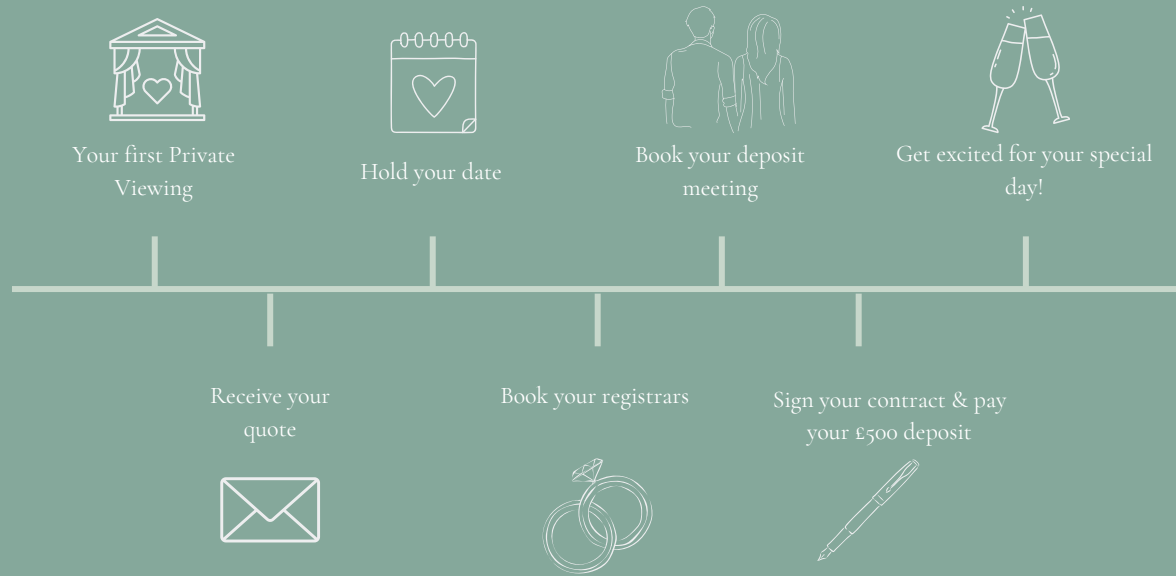 Your first Private
Viewing
Hold your date
Book your deposit
meeting
Get excited for your special
day!
Receive your
quote
Book your registrars
Sign your contract & pay
your £500 deposit